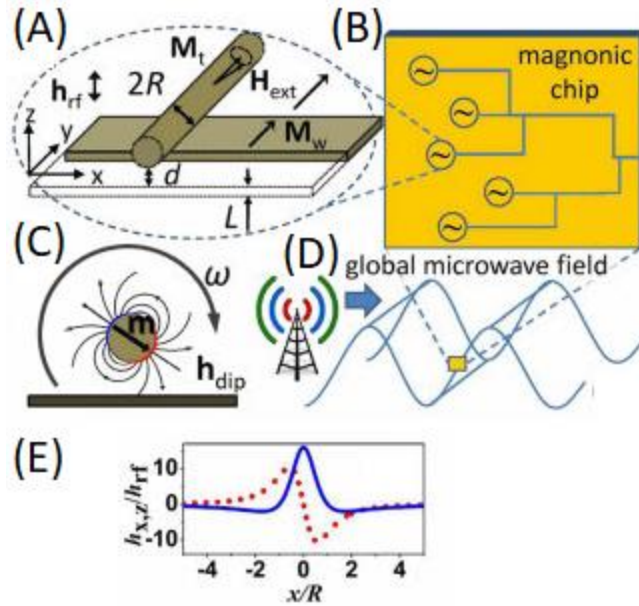 (A)
M_t
h_rf
2R
H_ext
M_w
z
y
x
d
L
(B)
magnonic
chip
(C)
ω
m
h_dip
(D)
global microwave field
(E)
h_x,z/h_rf
10
0
-10
-4 -2 0 2 4
x/R